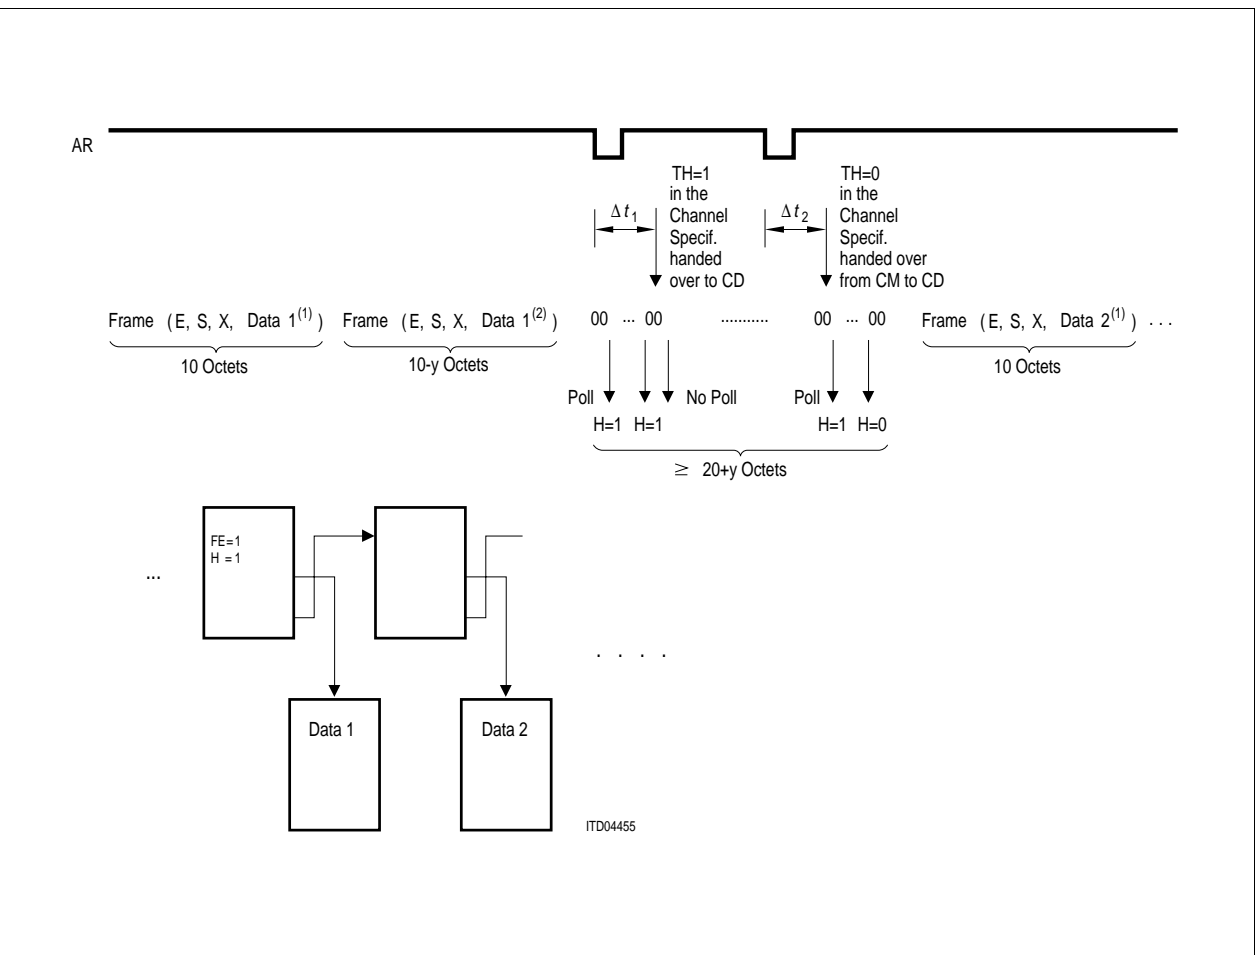 AR
TH=1
in the
Channel
Specif.
handed
over to CD
TH=0
in the
Channel
Specif.
handed over
from CM to CD
Δt1
Δt2
Frame (E, S, X, Data 1(1)) Frame (E, S, X, Data 1(2)) 00 ... 00 ........... 00 ... 00 Frame (E, S, X, Data 2(1)) ...
10 Octets
10-y Octets
10 Octets
Poll No Poll Poll
H=1 H=1 H=1 H=0
≥ 20+y Octets
FE=1
H =1
...
. . . .
Data 1
Data 2
ITD04455